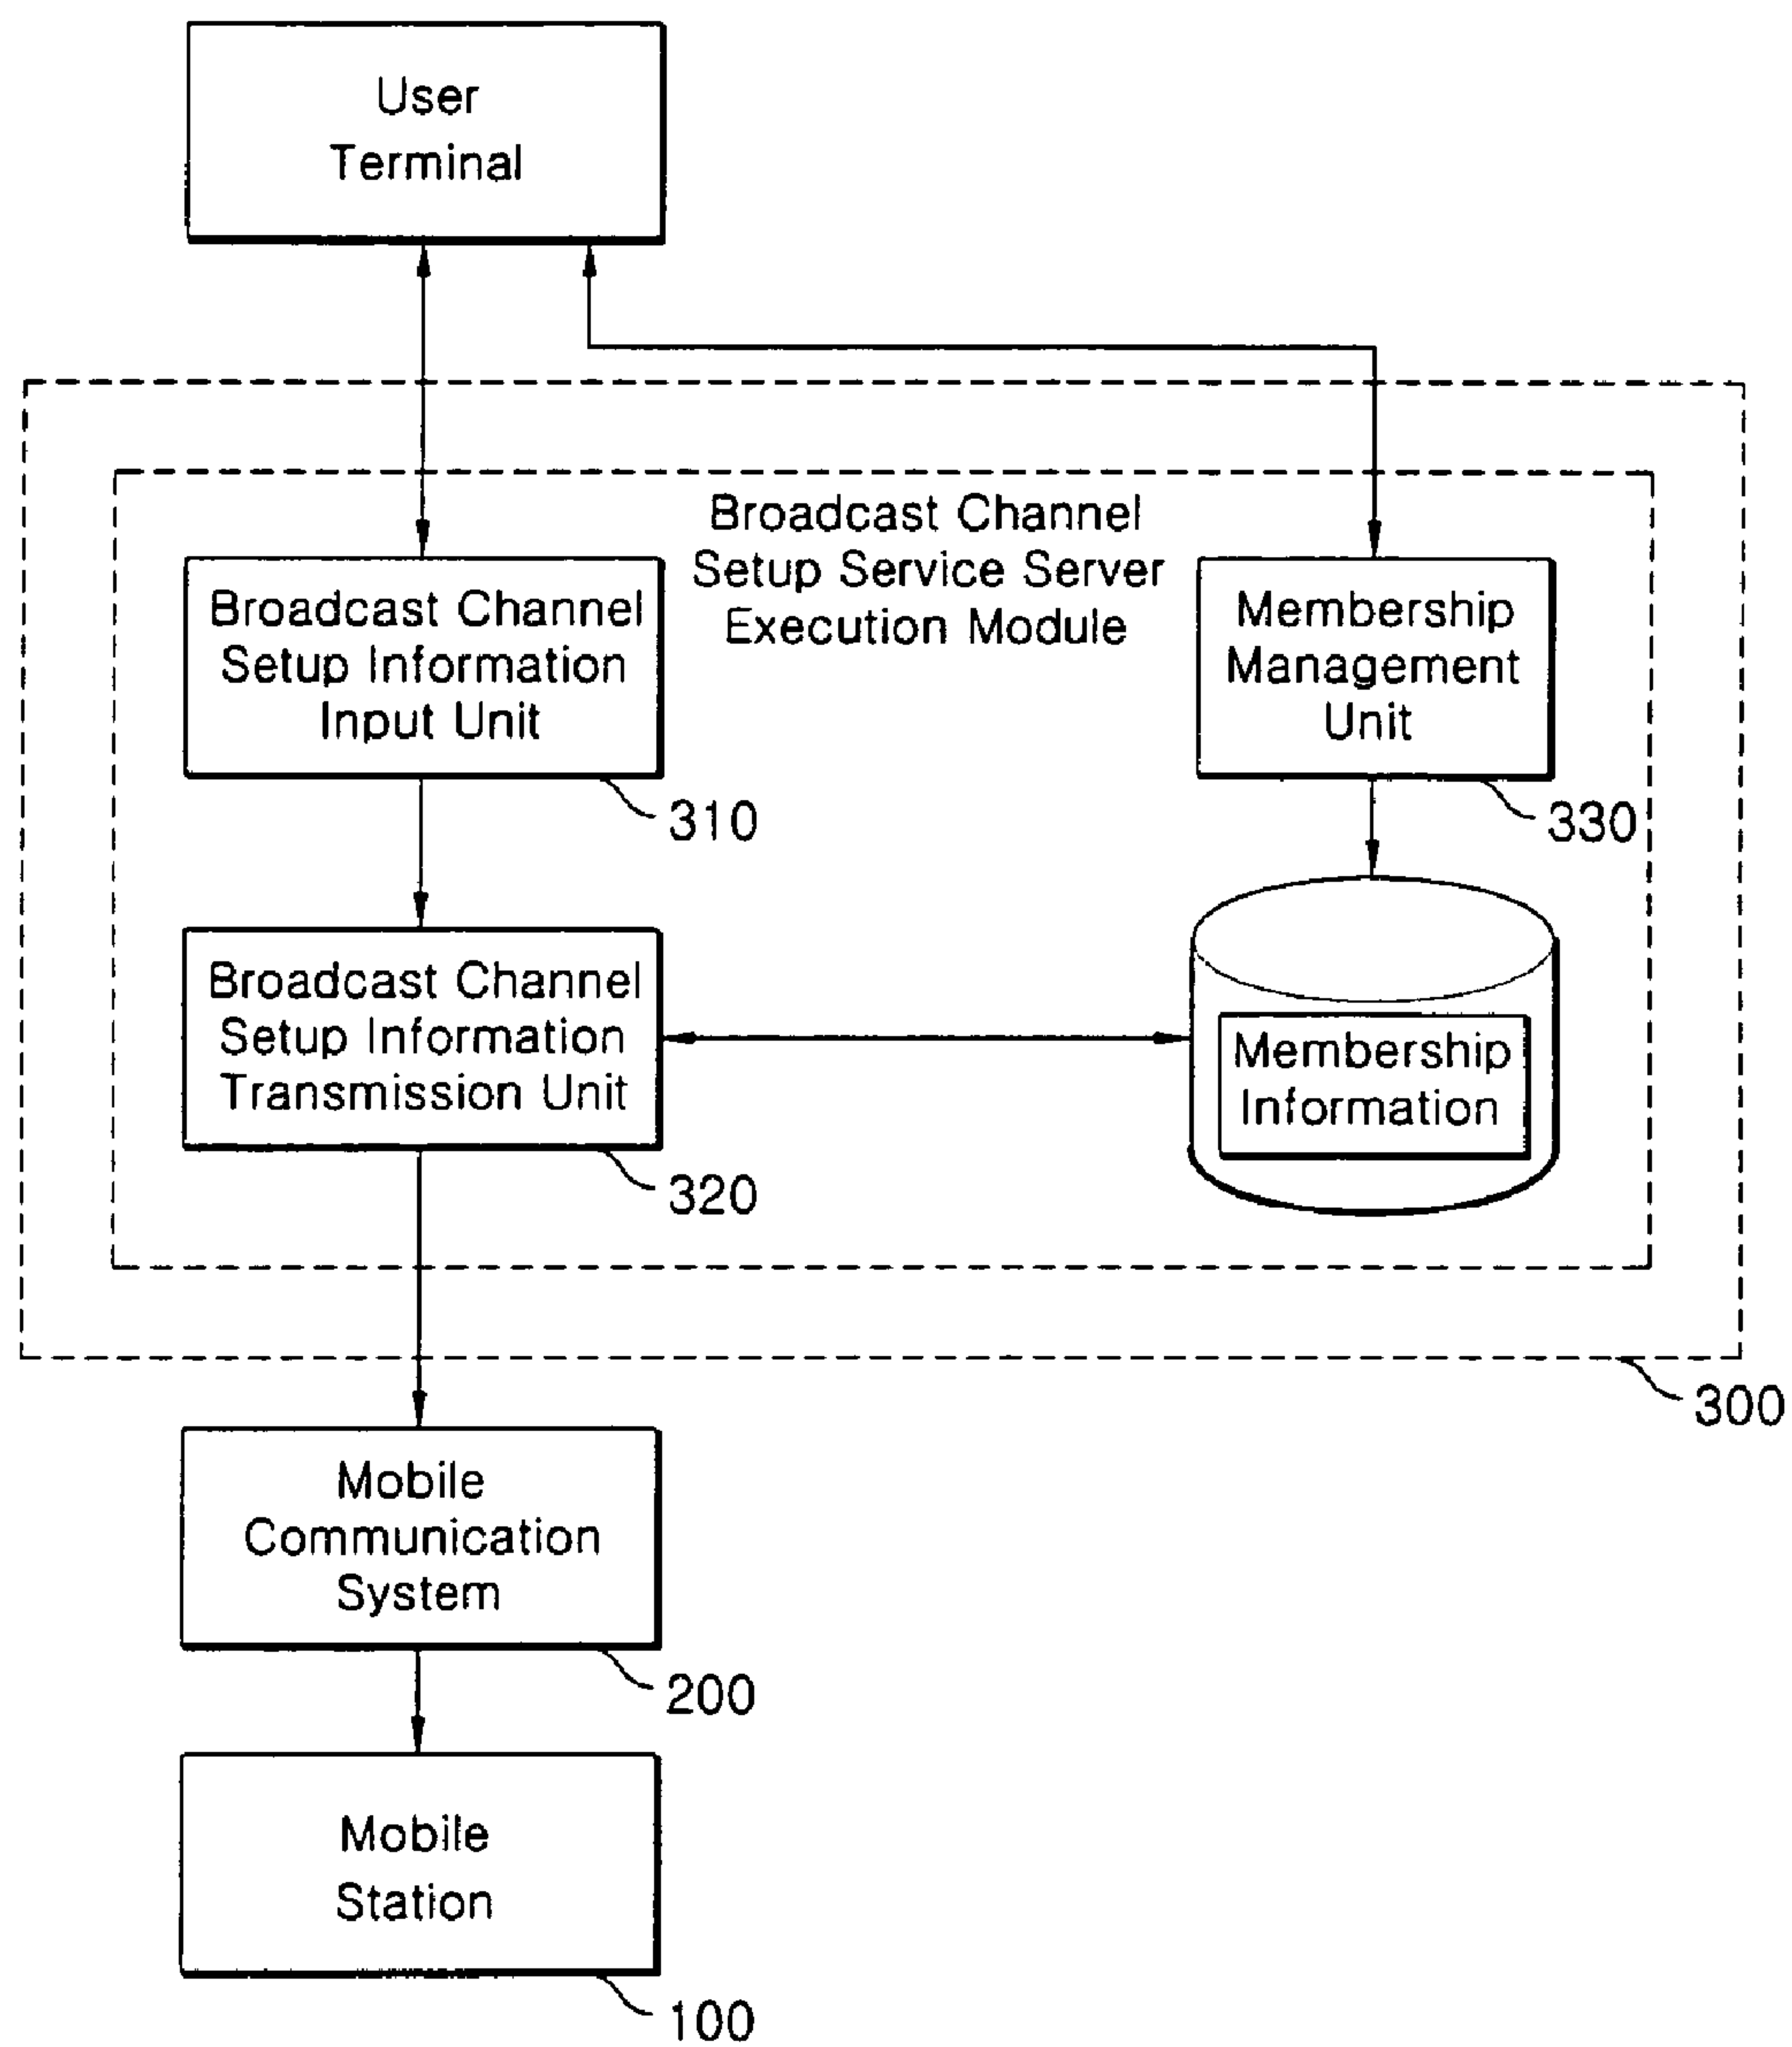 User
Terminal
Broadcast Channel
Setup Service Server
Execution Module
Broadcast Channel
Setup Information
Input Unit
310
Membership
Management
Unit
330
Broadcast Channel
Setup Information
Transmission Unit
320
Membership
Information
300
Mobile
Communication
System
200
Mobile
Station
100